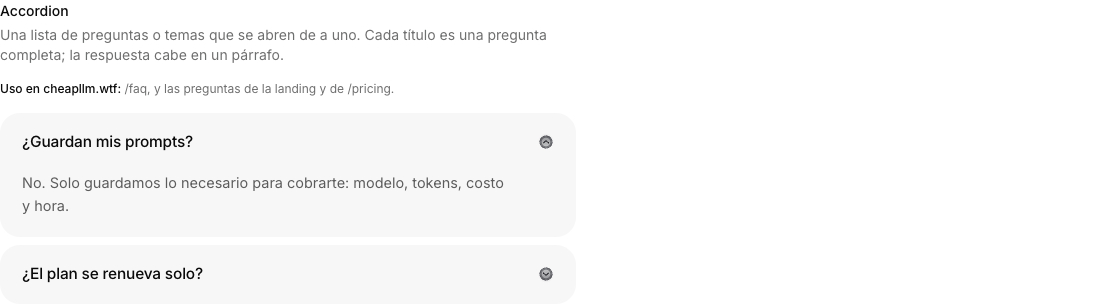 Accordion
Una lista de preguntas o temas que se abren de a uno. Cada título es una pregunta
completa; la respuesta cabe en un párrafo.
Uso en cheapllm.wtf: /faq, y las preguntas de la landing y de /pricing.
¿Guardan mis prompts?
No. Solo guardamos lo necesario para cobrarte: modelo, tokens, costo
y hora.
¿El plan se renueva solo?